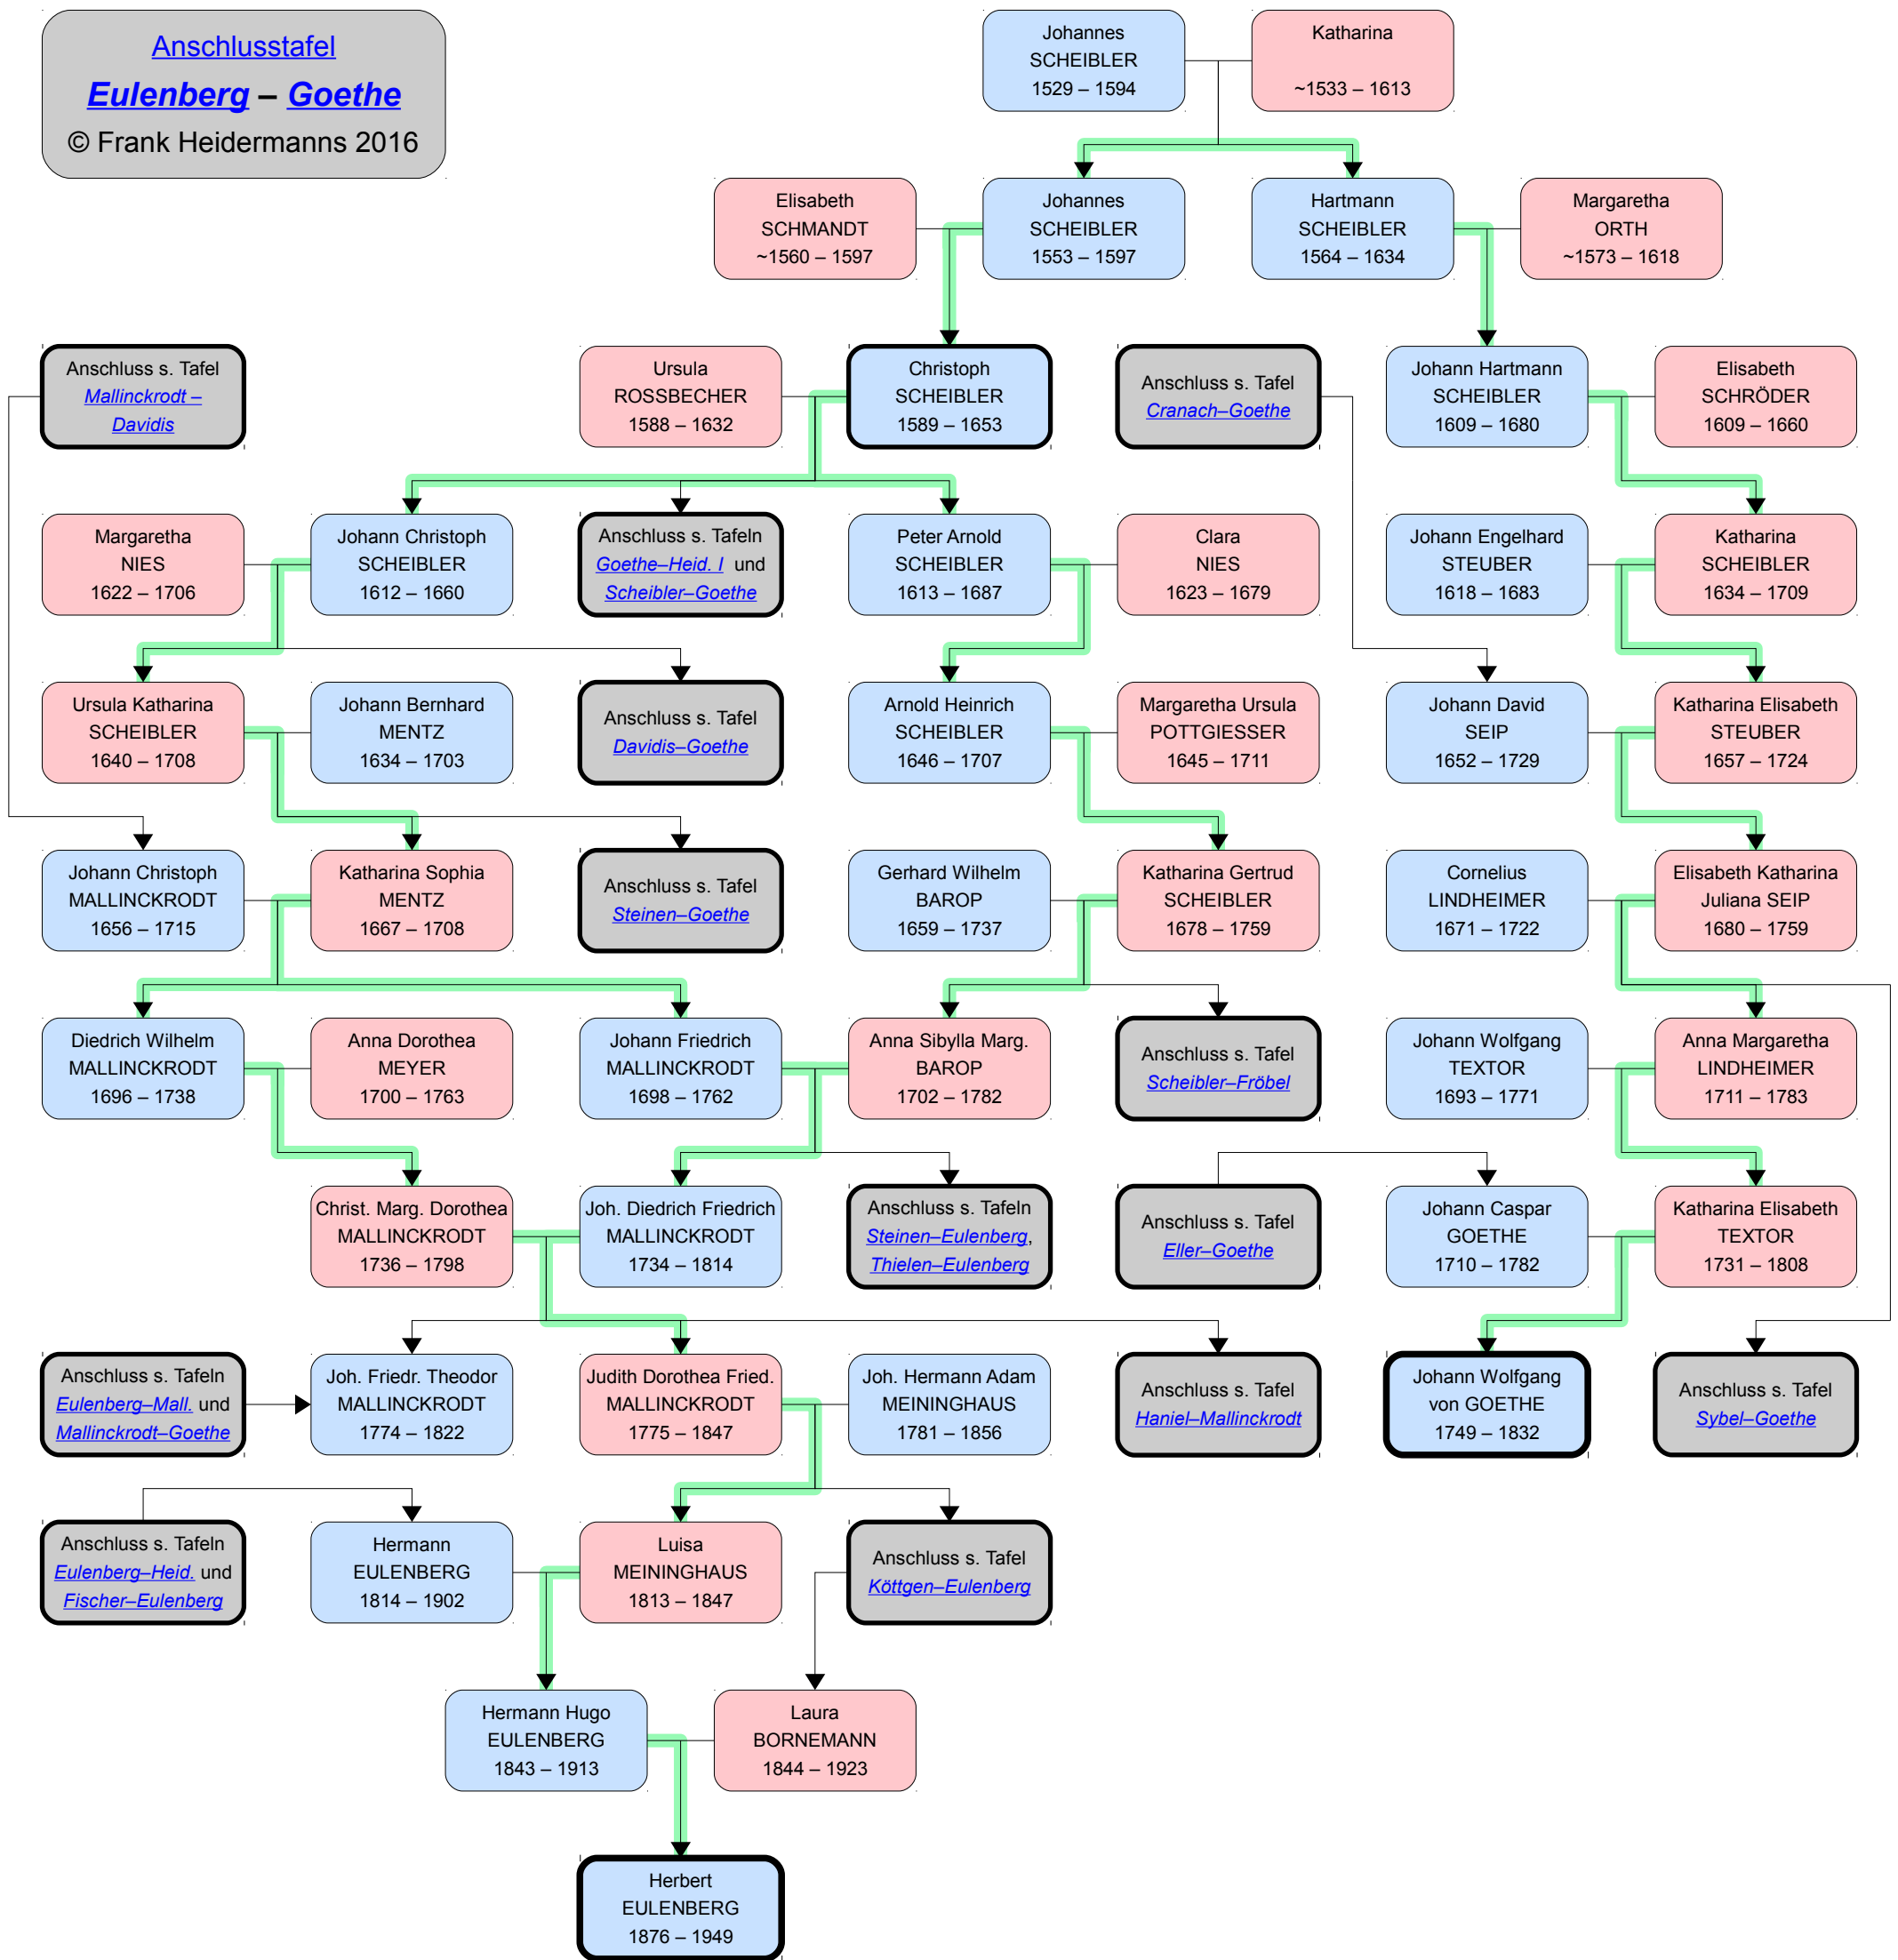 Anschlusstafel
Eulenberg – Goethe
© Frank Heidermanns 2016
Johannes
SCHEIBLER
1529 – 1594
Katharina
~1533 – 1613
Elisabeth
SCHMANDT
~1560 – 1597
Johannes
SCHEIBLER
1553 – 1597
Hartmann
SCHEIBLER
1564 – 1634
Margaretha
ORTH
~1573 – 1618
Anschluss s. Tafel
Mallinckrodt –
Davidis
Ursula
ROSSBECHER
1588 – 1632
Christoph
SCHEIBLER
1589 – 1653
Anschluss s. Tafel
Cranach–Goethe
Johann Hartmann
SCHEIBLER
1609 – 1680
Elisabeth
SCHRÖDER
1609 – 1660
Margaretha
NIES
1622 – 1706
Johann Christoph
SCHEIBLER
1612 – 1660
Anschluss s. Tafeln
Goethe–Heid. I und
Scheibler–Goethe
Peter Arnold
SCHEIBLER
1613 – 1687
Clara
NIES
1623 – 1679
Johann Engelhard
STEUBER
1618 – 1683
Katharina
SCHEIBLER
1634 – 1709
Ursula Katharina
SCHEIBLER
1640 – 1708
Johann Bernhard
MENTZ
1634 – 1703
Anschluss s. Tafel
Davidis–Goethe
Arnold Heinrich
SCHEIBLER
1646 – 1707
Margaretha Ursula
POTTGIESSER
1645 – 1711
Johann David
SEIP
1652 – 1729
Katharina Elisabeth
STEUBER
1657 – 1724
Johann Christoph
MALLINCKRODT
1656 – 1715
Katharina Sophia
MENTZ
1667 – 1708
Anschluss s. Tafel
Steinen–Goethe
Gerhard Wilhelm
BAROP
1659 – 1737
Katharina Gertrud
SCHEIBLER
1678 – 1759
Cornelius
LINDHEIMER
1671 – 1722
Elisabeth Katharina
Juliana SEIP
1680 – 1759
Diedrich Wilhelm
MALLINCKRODT
1696 – 1738
Anna Dorothea
MEYER
1700 – 1763
Johann Friedrich
MALLINCKRODT
1698 – 1762
Anna Sibylla Marg.
BAROP
1702 – 1782
Anschluss s. Tafel
Scheibler–Fröbel
Johann Wolfgang
TEXTOR
1693 – 1771
Anna Margaretha
LINDHEIMER
1711 – 1783
Christ. Marg. Dorothea
MALLINCKRODT
1736 – 1798
Joh. Diedrich Friedrich
MALLINCKRODT
1734 – 1814
Anschluss s. Tafeln
Steinen–Eulenberg,
Thielen–Eulenberg
Anschluss s. Tafel
Eller–Goethe
Johann Caspar
GOETHE
1710 – 1782
Katharina Elisabeth
TEXTOR
1731 – 1808
Anschluss s. Tafeln
Eulenberg–Mall. und
Mallinckrodt–Goethe
Joh. Friedr. Theodor
MALLINCKRODT
1774 – 1822
Judith Dorothea Fried.
MALLINCKRODT
1775 – 1847
Joh. Hermann Adam
MEININGHAUS
1781 – 1856
Anschluss s. Tafel
Haniel–Mallinckrodt
Johann Wolfgang
von GOETHE
1749 – 1832
Anschluss s. Tafel
Sybel–Goethe
Anschluss s. Tafeln
Eulenberg–Heid. und
Fischer–Eulenberg
Hermann
EULENBERG
1814 – 1902
Luisa
MEININGHAUS
1813 – 1847
Anschluss s. Tafel
Köttgen–Eulenberg
Hermann Hugo
EULENBERG
1843 – 1913
Laura
BORNEMANN
1844 – 1923
Herbert
EULENBERG
1876 – 1949